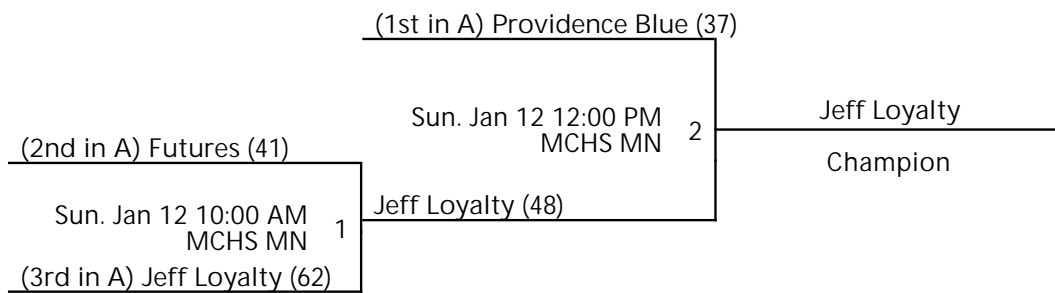 (1st in A) Providence Blue (37)
Sun. Jan 12 12:00 PM
MCHS MN
2
Jeff Loyalty
Champion
(2nd in A) Futures (41)
Sun. Jan 12 10:00 AM
MCHS MN
1
Jeff Loyalty (48)
(3rd in A) Jeff Loyalty (62)